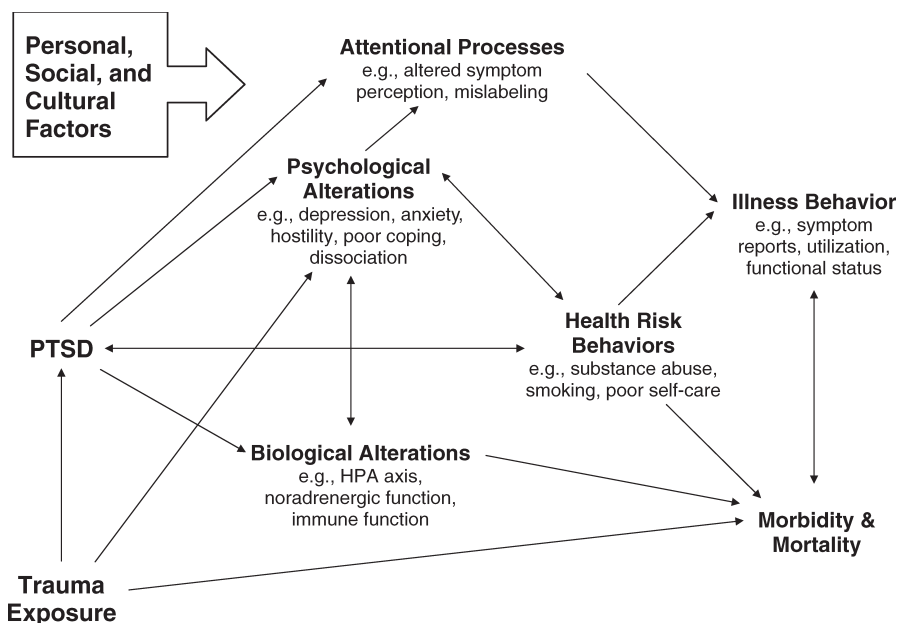 Personal,
Social, and
Cultural
Factors
Attentional Processes
e.g., altered symptom
perception, mislabeling
Psychological
Alterations
e.g., depression, anxiety,
hostility, poor coping,
dissociation
Illness Behavior
e.g., symptom
reports, utilization,
functional status
PTSD
Health Risk
Behaviors
e.g., substance abuse,
smoking, poor self-care
Biological Alterations
e.g., HPA axis,
noradrenergic function,
immune function
Morbidity &
Mortality
Trauma
Exposure